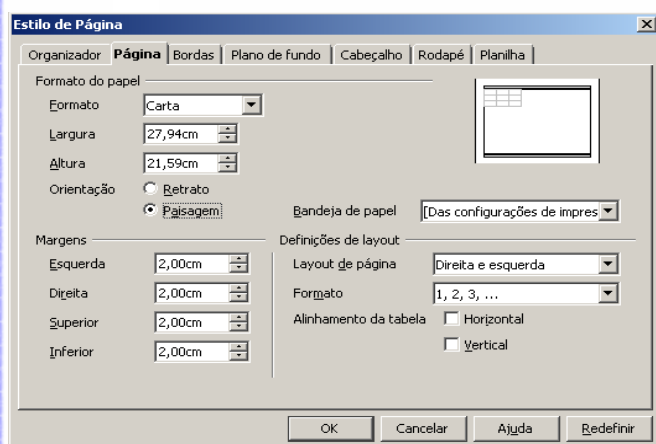 Estilo de Página
Organizador Página Bordas Plano de fundo Cabeçalho Rodapé Planilha
Formato do papel
Formato Carta
Largura 27,94cm
Altura 21,59cm
Orientação Retrato
Paisagem
Bandeja de papel [Das configurações de impres
Margens
Esquerda 2,00cm
Direita 2,00cm
Superior 2,00cm
Inferior 2,00cm
Definições de layout
Layout de página Direita e esquerda
Formato 1, 2, 3, ...
Alinhamento da tabela Horizontal
Vertical
OK Cancelar Ajuda Redefinir